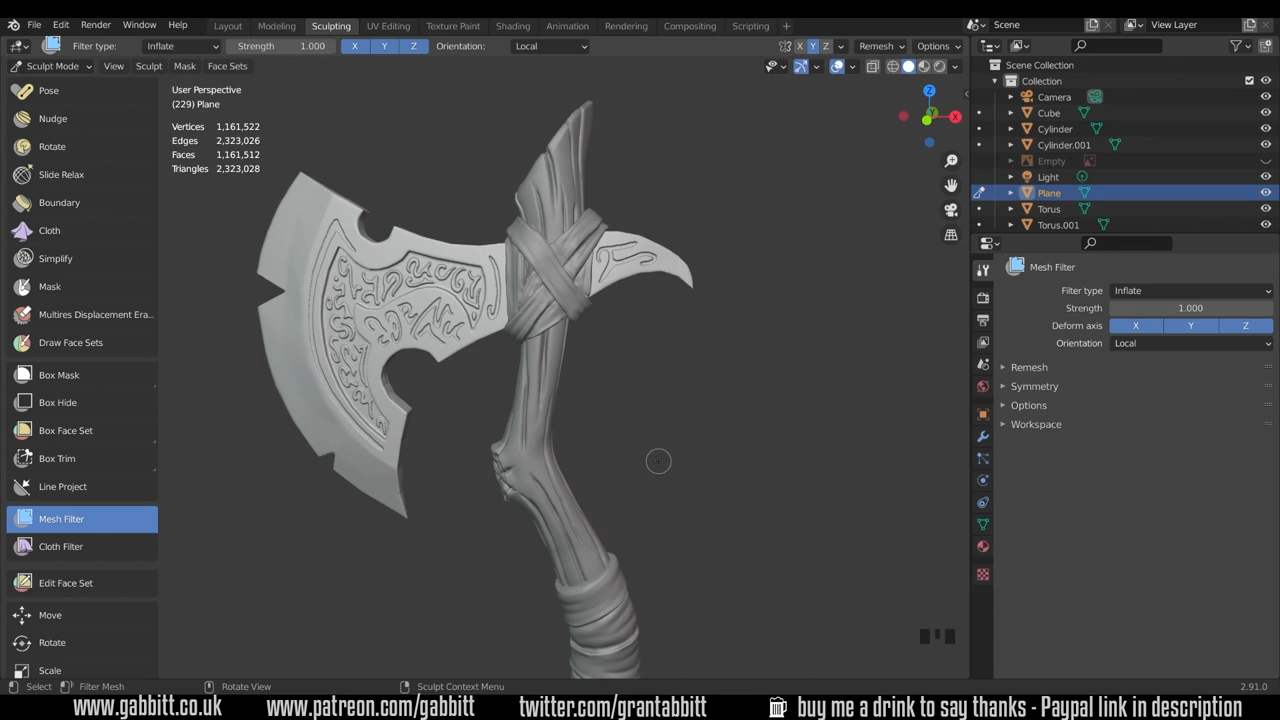 File Edit Render Window Help
Layout Modeling Sculpting UV Editing Texture Paint Shading Animation Rendering Compositing Scripting +
Scene
View Layer
Filter type: Inflate Strength 1.000 X Y Z Orientation: Local
X Y Z Remesh Options
Sculpt Mode View Sculpt Mask Face Sets
Pose
Nudge
Rotate
Slide Relax
Boundary
Cloth
Simplify
Mask
Multires Displacement Era...
Draw Face Sets
Box Mask
Box Hide
Box Face Set
Box Trim
Line Project
Mesh Filter
Cloth Filter
Edit Face Set
Move
Rotate
Scale
User Perspective
(229) Plane
Vertices 1,161,522
Edges 2,323,026
Faces 1,161,512
Triangles 2,323,028
Z
Y
X
Scene Collection
Collection
Camera
Cube
Cylinder
Cylinder.001
Empty
Light
Plane
Torus
Torus.001
Mesh Filter
Filter type Inflate
Strength 1.000
Deform axis X Y Z
Orientation Local
Remesh
Symmetry
Options
Workspace
Select Filter Mesh Rotate View Sculpt Context Menu 2.91.0
www.gabbitt.co.uk www.patreon.com/gabbitt twitter.com/grantabbitt buy me a drink to say thanks - Paypal link in description